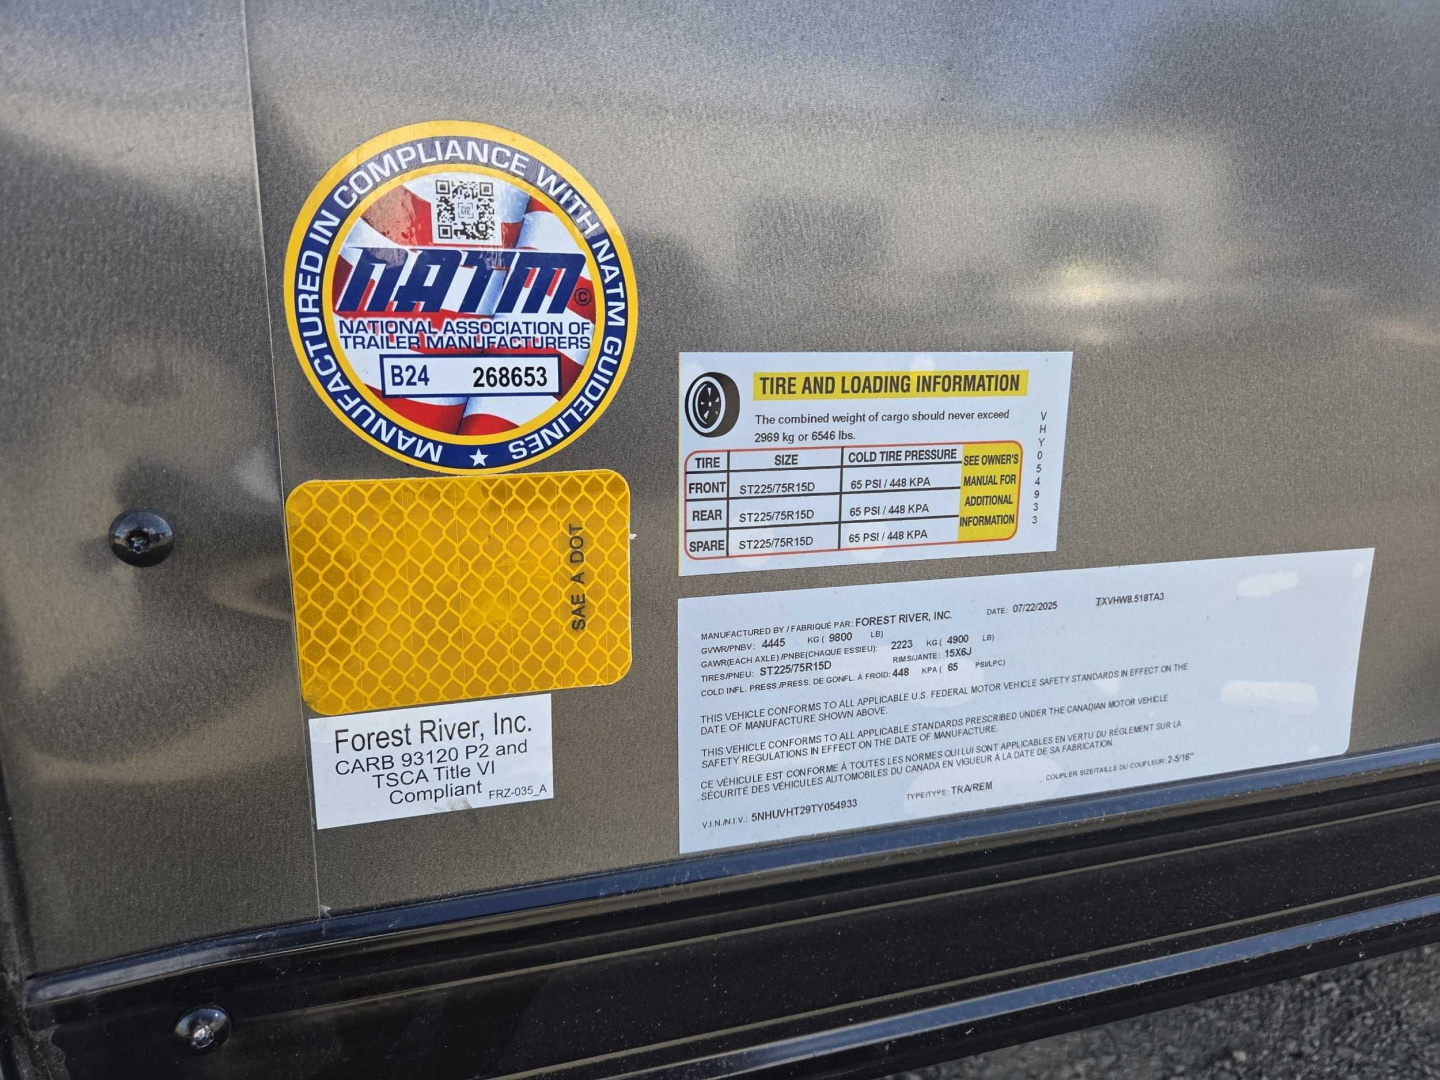 MANUFACTURED IN COMPLIANCE WITH NATM GUIDELINES
NATM ©
NATIONAL ASSOCIATION OF
TRAILER MANUFACTURERS
B24 268653
SAE A DOT
Forest River, Inc.
CARB 93120 P2 and
TSCA Title VI
Compliant FRZ-035_A
TIRE AND LOADING INFORMATION
The combined weight of cargo should never exceed
2969 kg or 6546 lbs.
TIRE SIZE COLD TIRE PRESSURE
FRONT ST225/75R15D 65 PSI / 448 KPA
REAR ST225/75R15D 65 PSI / 448 KPA
SPARE ST225/75R15D 65 PSI / 448 KPA
SEE OWNER'S
MANUAL FOR
ADDITIONAL
INFORMATION
VHY054933
MANUFACTURED BY / FABRIQUÉ PAR: FOREST RIVER, INC. DATE: 07/22/2025 TXVHW8.518TA3
GVWR/PNBV: 4445 KG ( 9800 LB)
GAWR(EACH AXLE) /PNBE(CHAQUE ESSIEU): 2223 KG ( 4900 LB)
TIRES/PNEU: ST225/75R15D RIMS/JANTE: 15X6J
COLD INFL. PRESS./PRESS. DE GONFL. À FROID: 448 KPA ( 65 PSI/LPC)
THIS VEHICLE CONFORMS TO ALL APPLICABLE U.S. FEDERAL MOTOR VEHICLE SAFETY STANDARDS IN EFFECT ON THE
DATE OF MANUFACTURE SHOWN ABOVE.
THIS VEHICLE CONFORMS TO ALL APPLICABLE STANDARDS PRESCRIBED UNDER THE CANADIAN MOTOR VEHICLE
SAFETY REGULATIONS IN EFFECT ON THE DATE OF MANUFACTURE.
CE VÉHICULE EST CONFORME À TOUTES LES NORMES QUI LUI SONT APPLICABLES EN VERTU DU RÉGLEMENT SUR LA
SÉCURITÉ DES VÉHICULES AUTOMOBILES DU CANADA EN VIGUEUR À LA DATE DE SA FABRICATION.
V.I.N./N.I.V.: 5NHUVHT29TY054933 TYPE/TYPE: TRA/REM COUPLER SIZE/TAILLE DU COUPLEUR: 2-5/16"